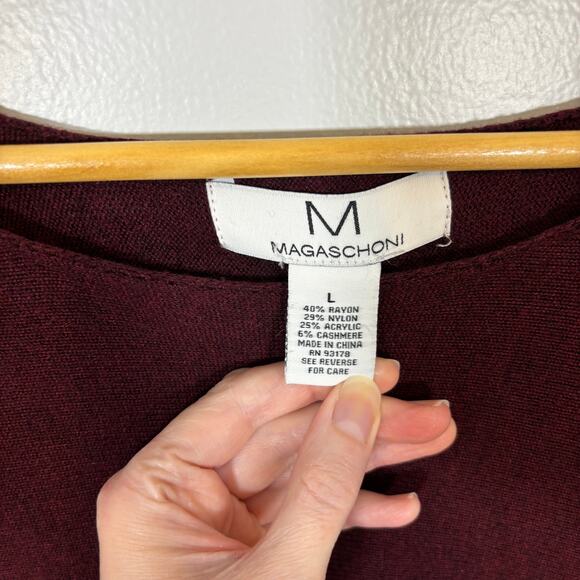 M
MAGASCHONI
L
40% RAYON
29% NYLON
25% ACRYLIC
6% CASHMERE
MADE IN CHINA
RN 93178
SEE REVERSE
FOR CARE